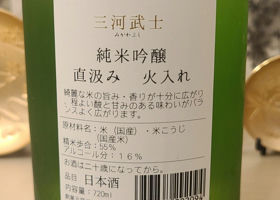 三河武士
みかわぶし
純米吟醸
直汲み 火入れ
綺麗な米の旨み・香りが十分に広がり
程よい酸と甘みのある味わいがバラ
ンスよく広がります。
原材料名：米（国産）・米こうじ
（国産米）
精米歩合：55％
アルコール分：16％
お酒は二十歳になってから。
品目 日本酒
内容量：720ml